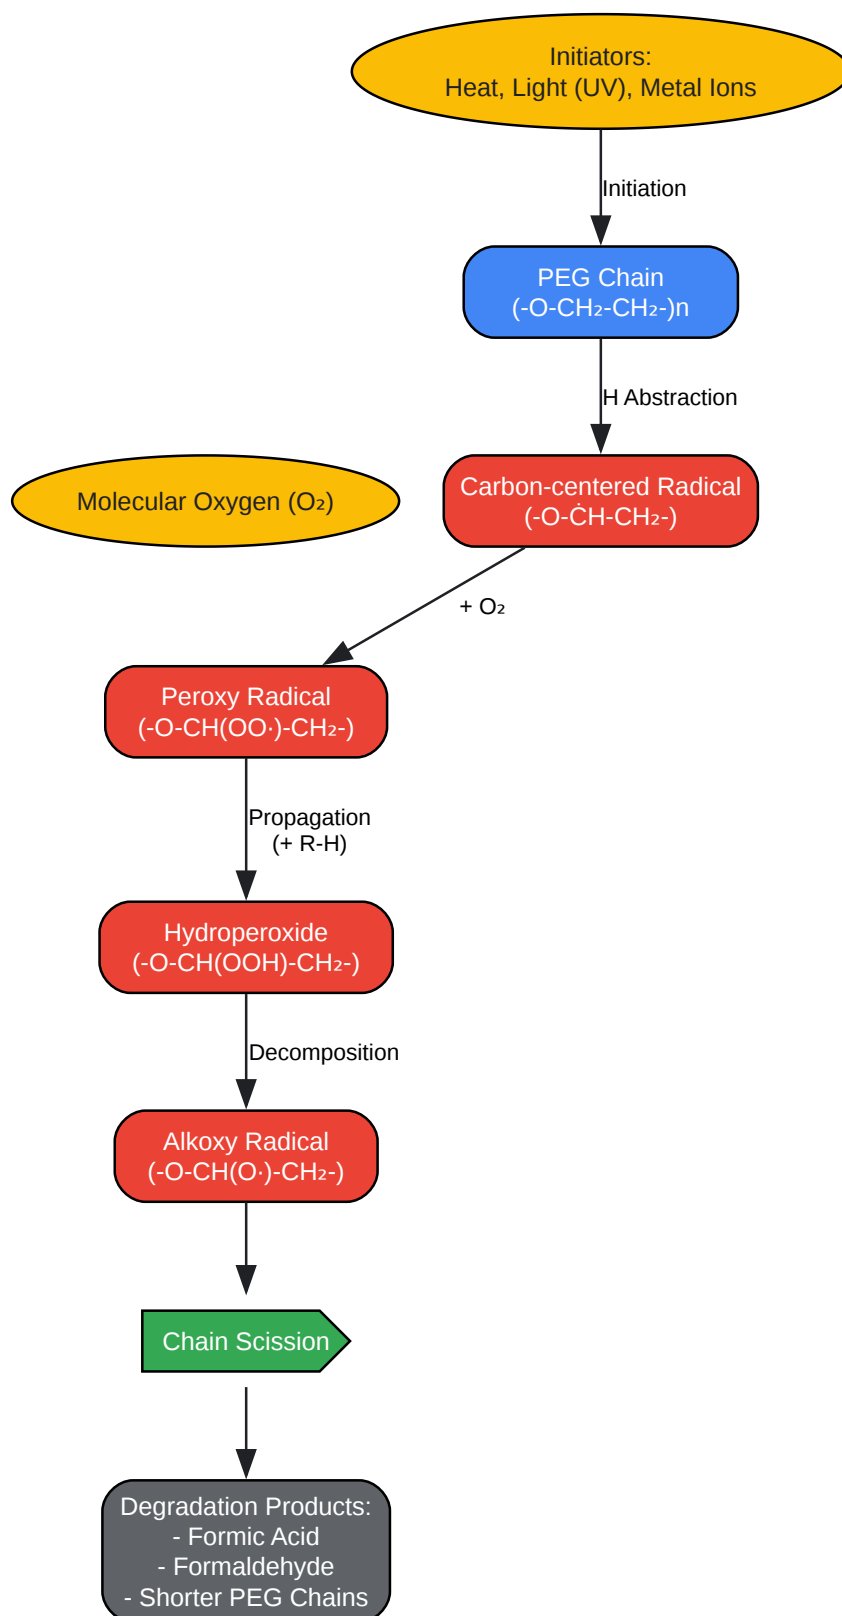 Initiators:
Heat, Light (UV), Metal Ions
Initiation
PEG Chain
(-O-CH₂-CH₂-)n
H Abstraction
Molecular Oxygen (O₂)
Carbon-centered Radical
(-O-ĊH-CH₂-)
+ O₂
Peroxy Radical
(-O-CH(OO·)-CH₂-)
Propagation
(+ R-H)
Hydroperoxide
(-O-CH(OOH)-CH₂-)
Decomposition
Alkoxy Radical
(-O-CH(O·)-CH₂-)
Chain Scission
Degradation Products:
- Formic Acid
- Formaldehyde
- Shorter PEG Chains